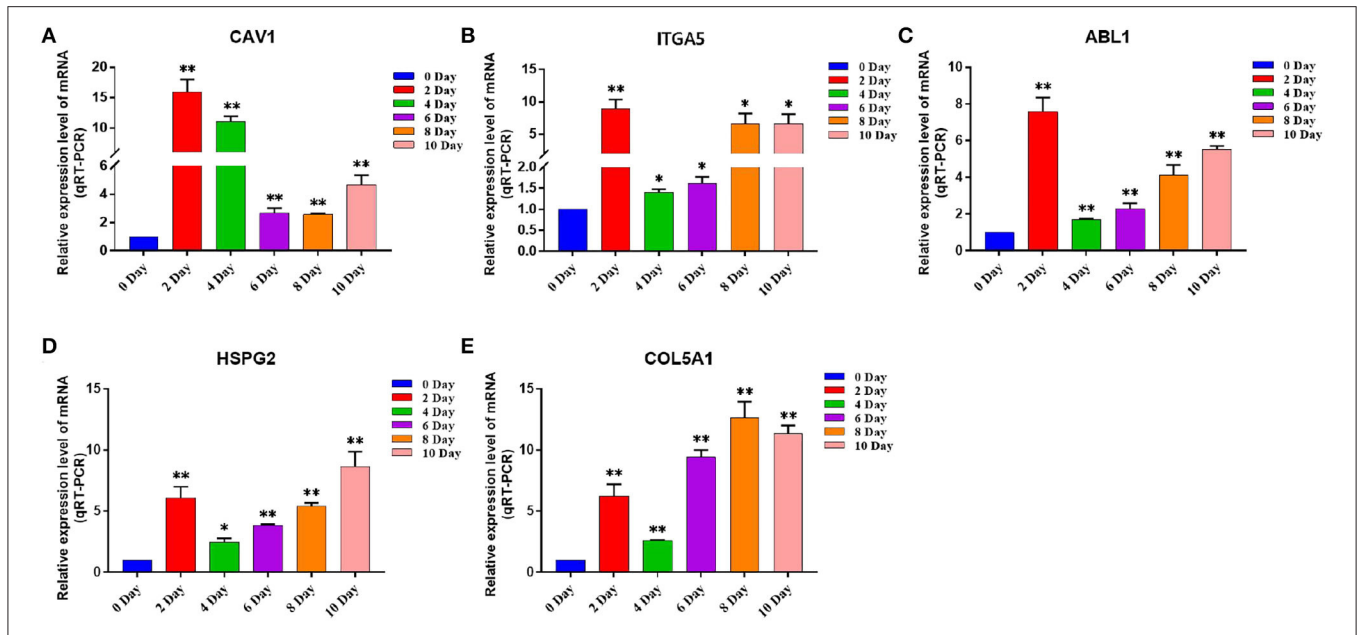 A
CAV1
Relative expression level of mRNA
(qRT-PCR)
20
15
10
6
4
2
0
**
**
**
**
**
0 Day
2 Day
4 Day
6 Day
8 Day
10 Day
0 Day
2 Day
4 Day
6 Day
8 Day
10 Day
B
ITGA5
Relative expression level of mRNA
(qRT-PCR)
15
10
5
2.0
1.5
1.0
0.5
0.0
**
*
*
*
*
0 Day
2 Day
4 Day
6 Day
8 Day
10 Day
0 Day
2 Day
4 Day
6 Day
8 Day
10 Day
C
ABL1
Relative expression level of mRNA
(qRT-PCR)
10
8
6
4
2
0
**
**
**
**
**
0 Day
2 Day
4 Day
6 Day
8 Day
10 Day
0 Day
2 Day
4 Day
6 Day
8 Day
10 Day
D
HSPG2
Relative expression level of mRNA
(qRT-PCR)
15
10
5
0
**
*
**
**
**
0 Day
2 Day
4 Day
6 Day
8 Day
10 Day
0 Day
2 Day
4 Day
6 Day
8 Day
10 Day
E
COL5A1
Relative expression level of mRNA
(qRT-PCR)
15
10
5
0
**
**
**
**
**
0 Day
2 Day
4 Day
6 Day
8 Day
10 Day
0 Day
2 Day
4 Day
6 Day
8 Day
10 Day